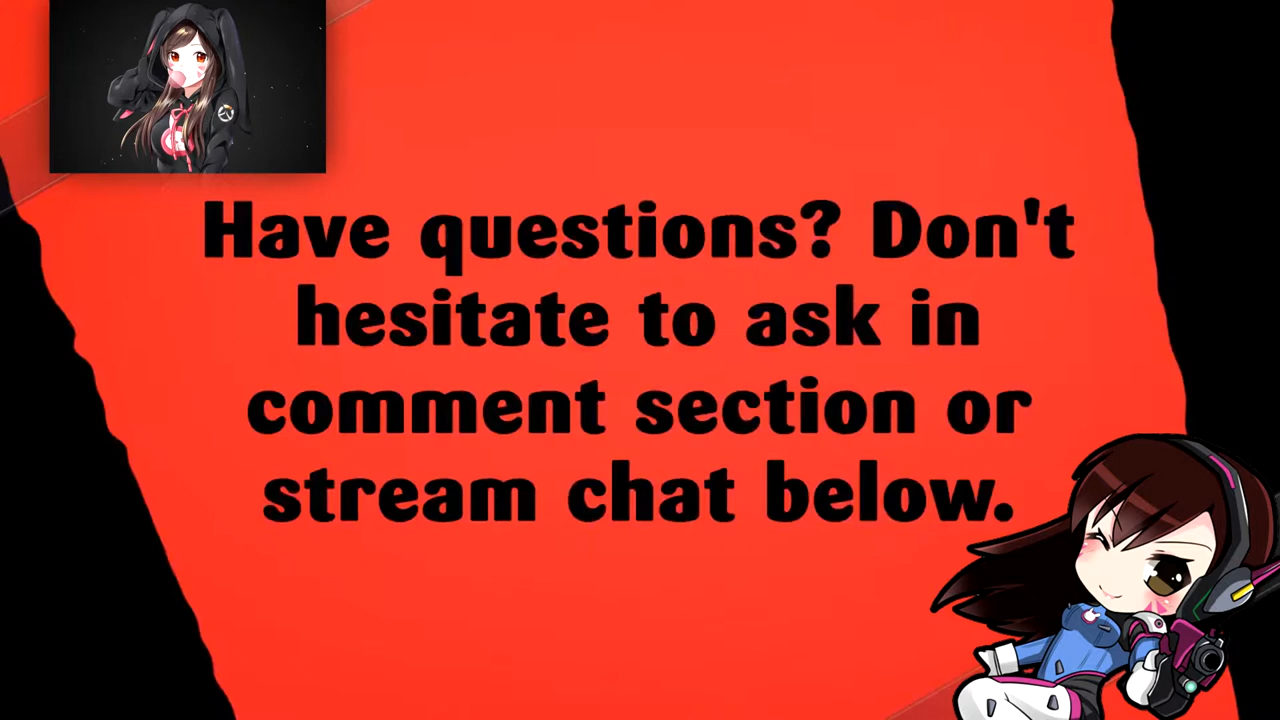 Have questions? Don't
hesitate to ask in
comment section or
stream chat below.